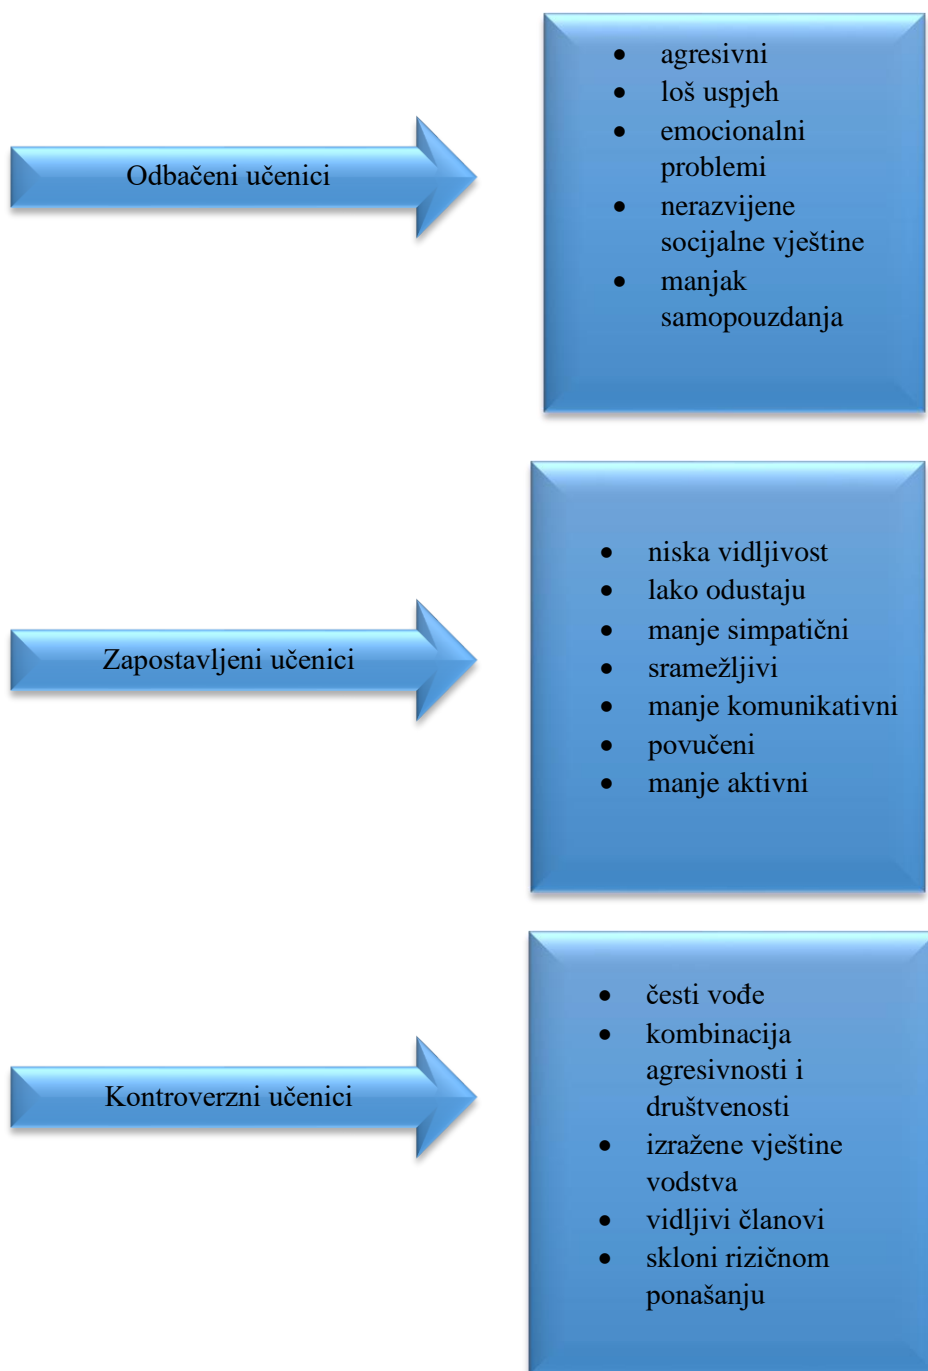 Odbačeni učenici
• agresivni
• loš uspjeh
• emocionalni
problemi
• nerazvijene
socijalne vještine
• manjak
samopouzdanja
Zapostavljeni učenici
• niska vidljivost
• lako odustaju
• manje simpatični
• sramežljivi
• manje komunikativni
• povučeni
• manje aktivni
Kontroverzni učenici
• česti vođe
• kombinacija
agresivnosti i
društvenosti
• izražene vještine
vodstva
• vidljivi članovi
• skloni rizičnom
ponašanju